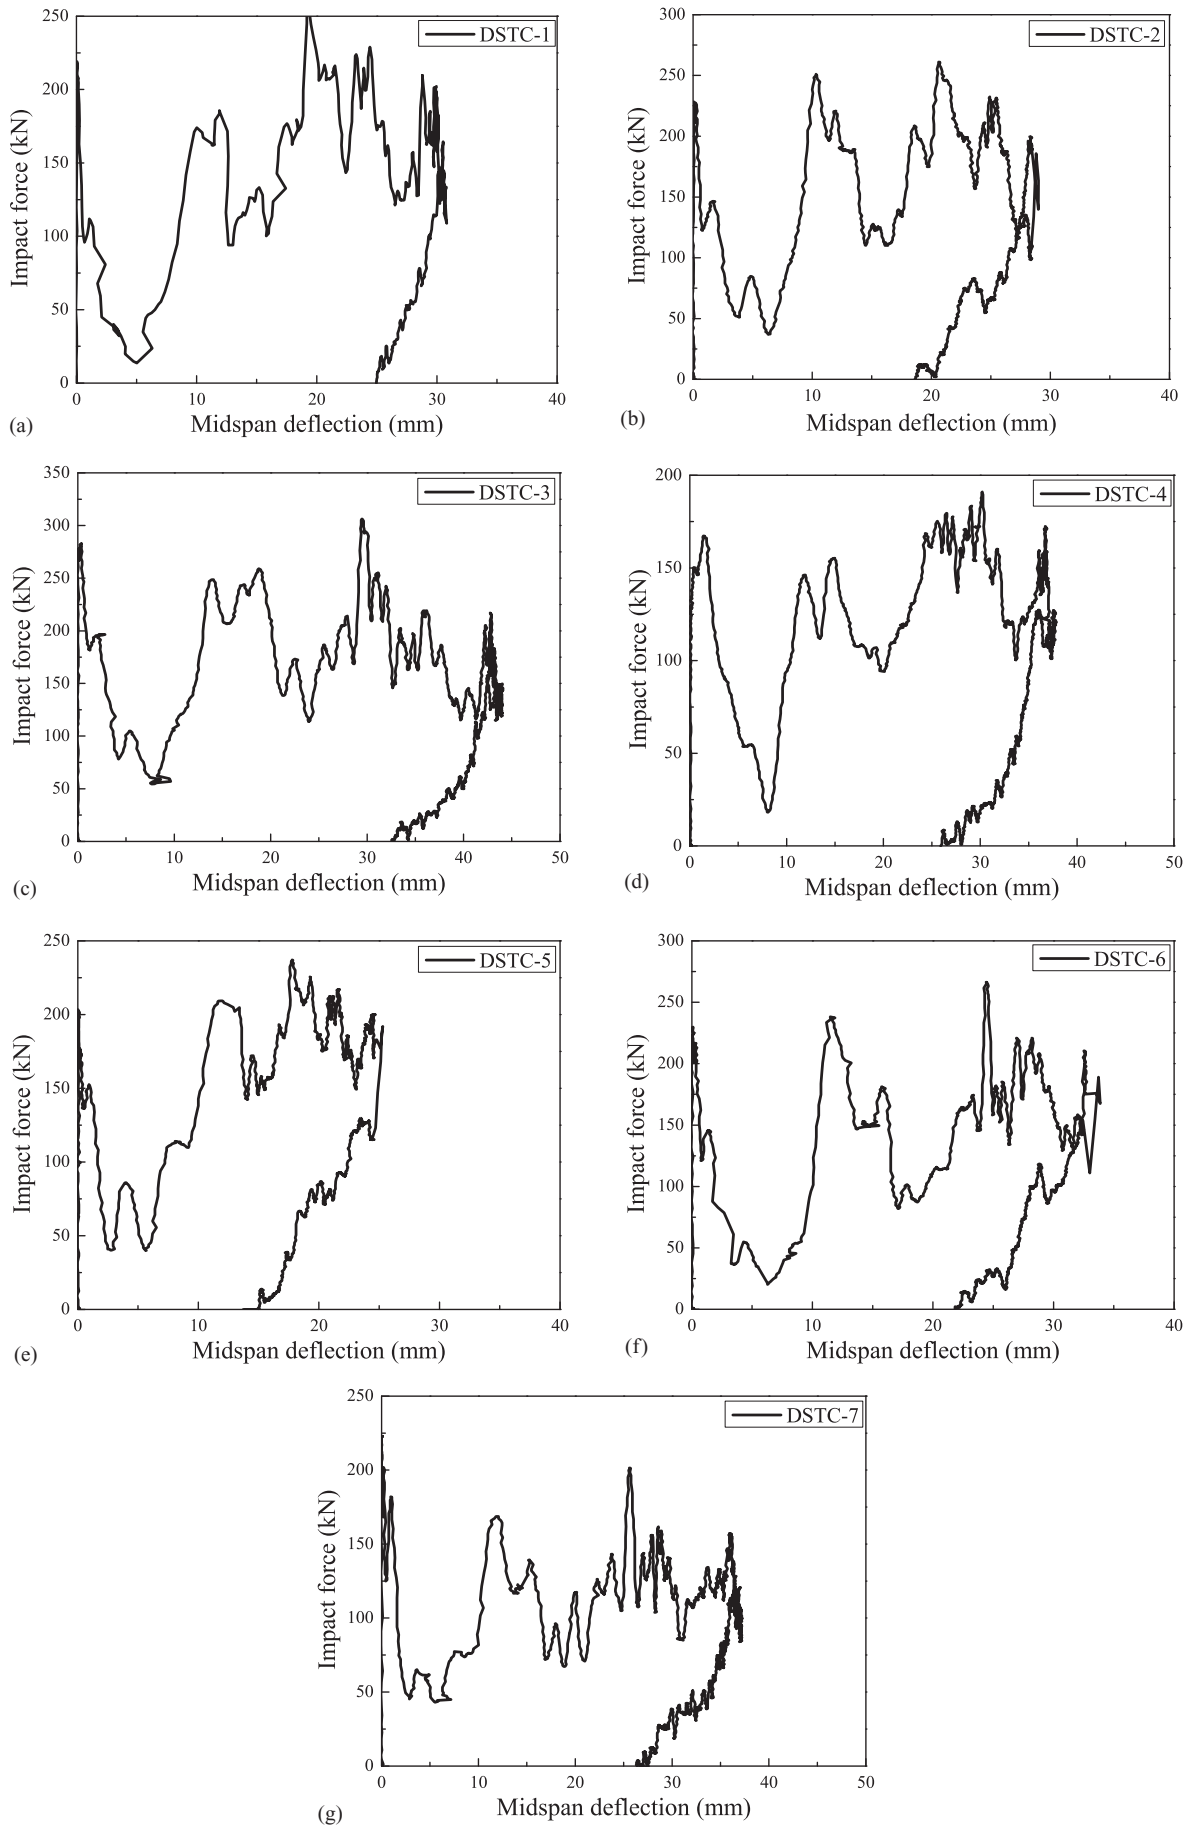 DSTC-1
250
200
150
100
50
0
Impact force (kN)
0 10 20 30 40
Midspan deflection (mm)
(a)
DSTC-2
300
250
200
150
100
50
0
Impact force (kN)
0 10 20 30 40
Midspan deflection (mm)
(b)
DSTC-3
350
300
250
200
150
100
50
0
Impact force (kN)
0 10 20 30 40 50
Midspan deflection (mm)
(c)
DSTC-4
200
150
100
50
0
Impact force (kN)
0 10 20 30 40 50
Midspan deflection (mm)
(d)
DSTC-5
250
200
150
100
50
0
Impact force (kN)
0 10 20 30 40
Midspan deflection (mm)
(e)
DSTC-6
300
250
200
150
100
50
0
Impact force (kN)
0 10 20 30 40
Midspan deflection (mm)
(f)
DSTC-7
250
200
150
100
50
0
Impact force (kN)
0 10 20 30 40 50
Midspan deflection (mm)
(g)